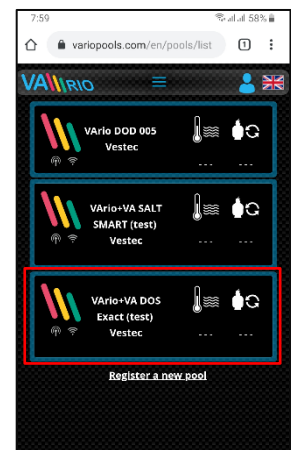 7:59
58%
variopools.com/en/pools/list
1
VARIO
VArio DOD 005
Vestec
--- ---
VArio+VA SALT
SMART (test)
Vestec
--- ---
VArio+VA DOS
Exact (test)
Vestec
--- ---
Register a new pool